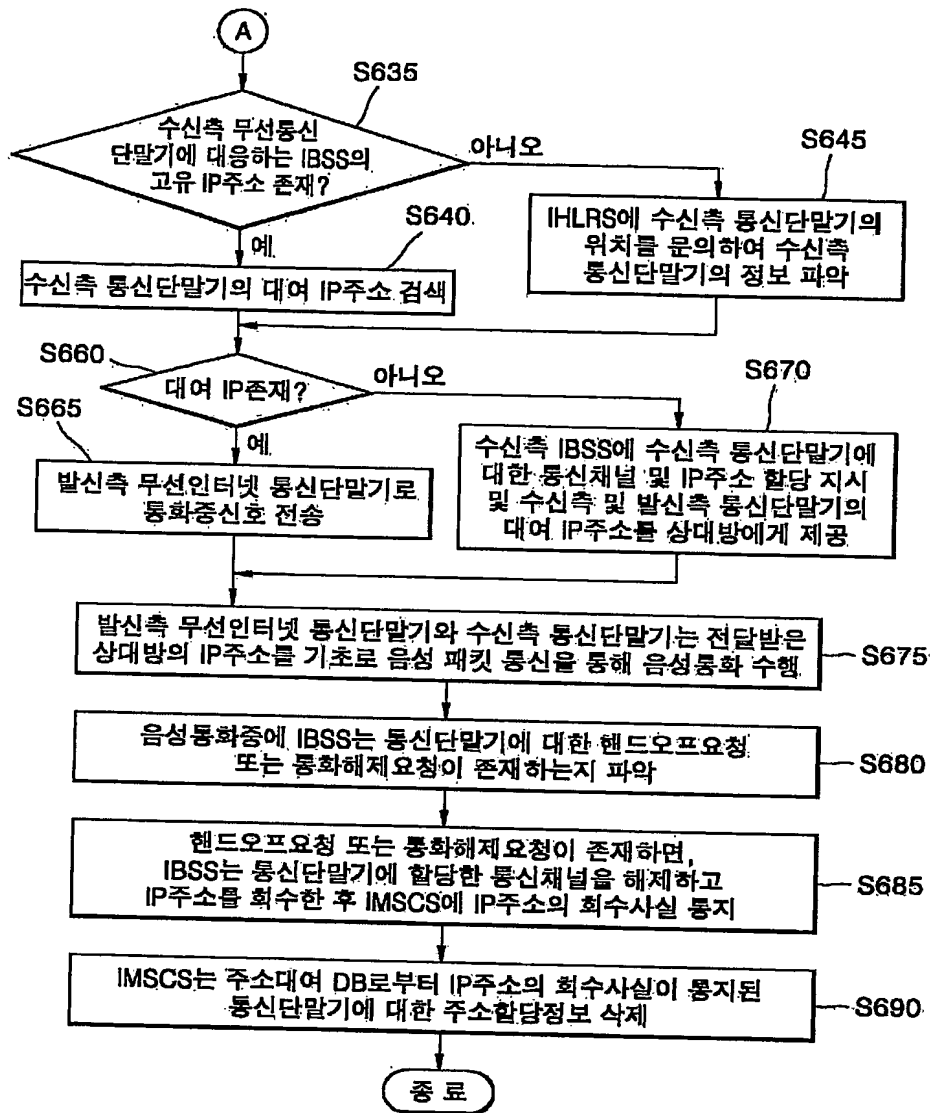 A
S635
수신측 무선통신
단말기에 대응하는 IBSS의
고유 IP주소 존재?
아니오
S645
IHLRS에 수신측 통신단말기의
위치를 문의하여 수신측
통신단말기의 정보 파악
예
S640
수신측 통신단말기의 대여 IP주소 검색
S660
대여 IP존재?
아니오
S670
수신측 IBSS에 수신측 통신단말기에
대한 통신채널 및 IP주소 할당 지시
및 수신측 및 발신측 통신단말기의
대여 IP주소를 상대방에게 제공
S665
예
발신측 무선인터넷 통신단말기로
통화중신호 전송
발신측 무선인터넷 통신단말기와 수신측 통신단말기는 전달받은
상대방의 IP주소를 기초로 음성 패킷 통신을 통해 음성통화 수행
S675
음성통화중에 IBSS는 통신단말기에 대한 핸드오프요청
또는 통화해제요청이 존재하는지 파악
S680
핸드오프요청 또는 통화해제요청이 존재하면,
IBSS는 통신단말기에 할당한 통신채널을 해제하고
IP주소를 회수한 후 IMSCS에 IP주소의 회수사실 통지
S685
IMSCS는 주소대여 DB로부터 IP주소의 회수사실이 통지된
통신단말기에 대한 주소할당정보 삭제
S690
종료